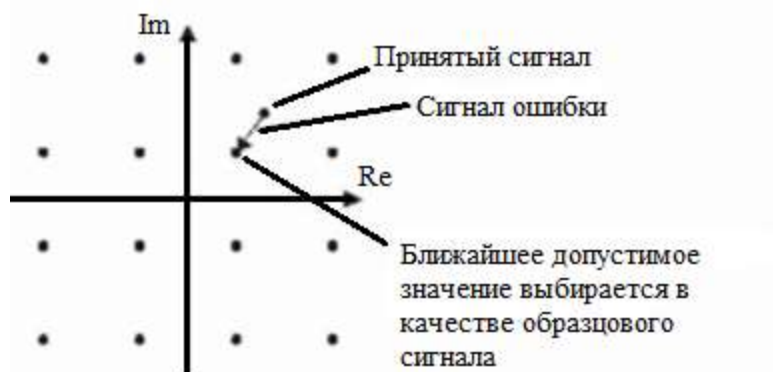 Im
Принятый сигнал
Сигнал ошибки
Re
Ближайшее допустимое
значение выбирается в
качестве образцового
сигнала